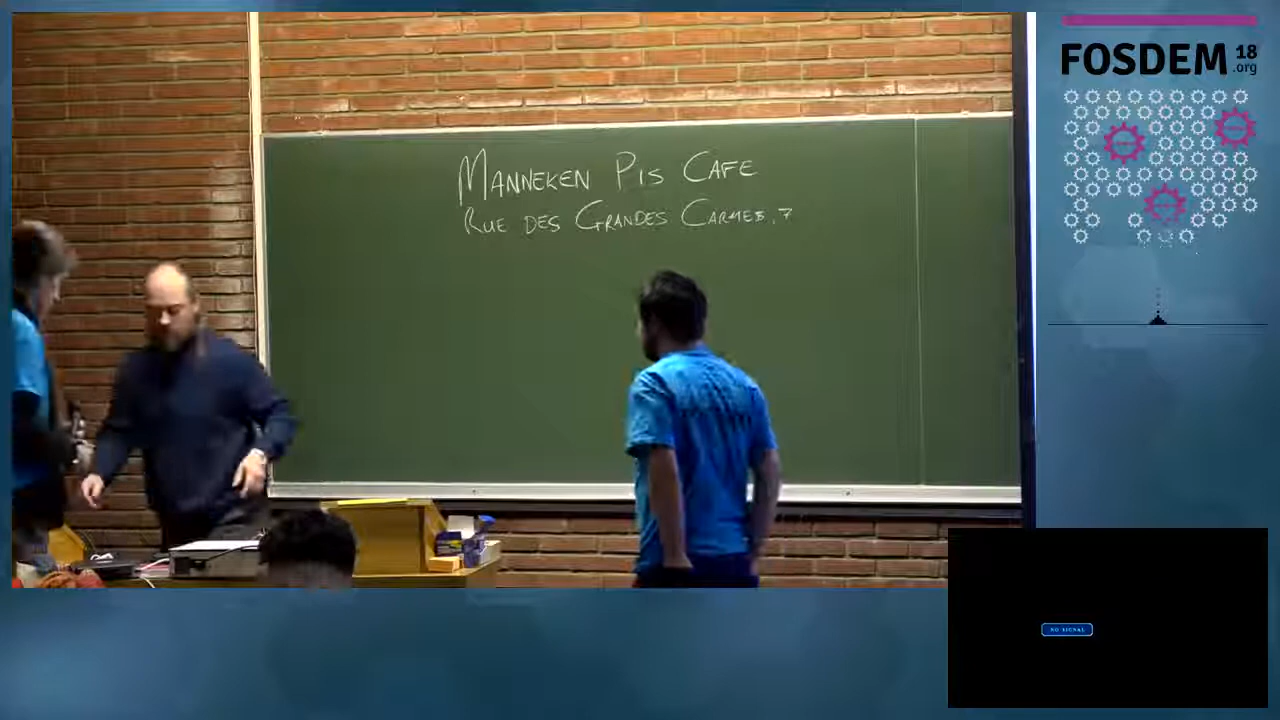 MANNEKEN PIS CAFE
RUE DES GRANDES CARMES, 7
FOSDEM 18
.org
NO SIGNAL